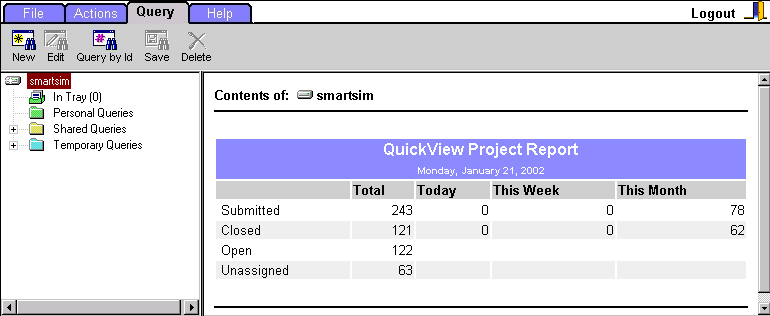 File Actions Query Help Logout
New Edit Query by Id Save Delete
smartsim
In Tray (0)
Personal Queries
Shared Queries
Temporary Queries
Contents of: smartsim
QuickView Project Report
Monday, January 21, 2002
Total Today This Week This Month
Submitted 243 0 0 78
Closed 121 0 0 62
Open 122
Unassigned 63